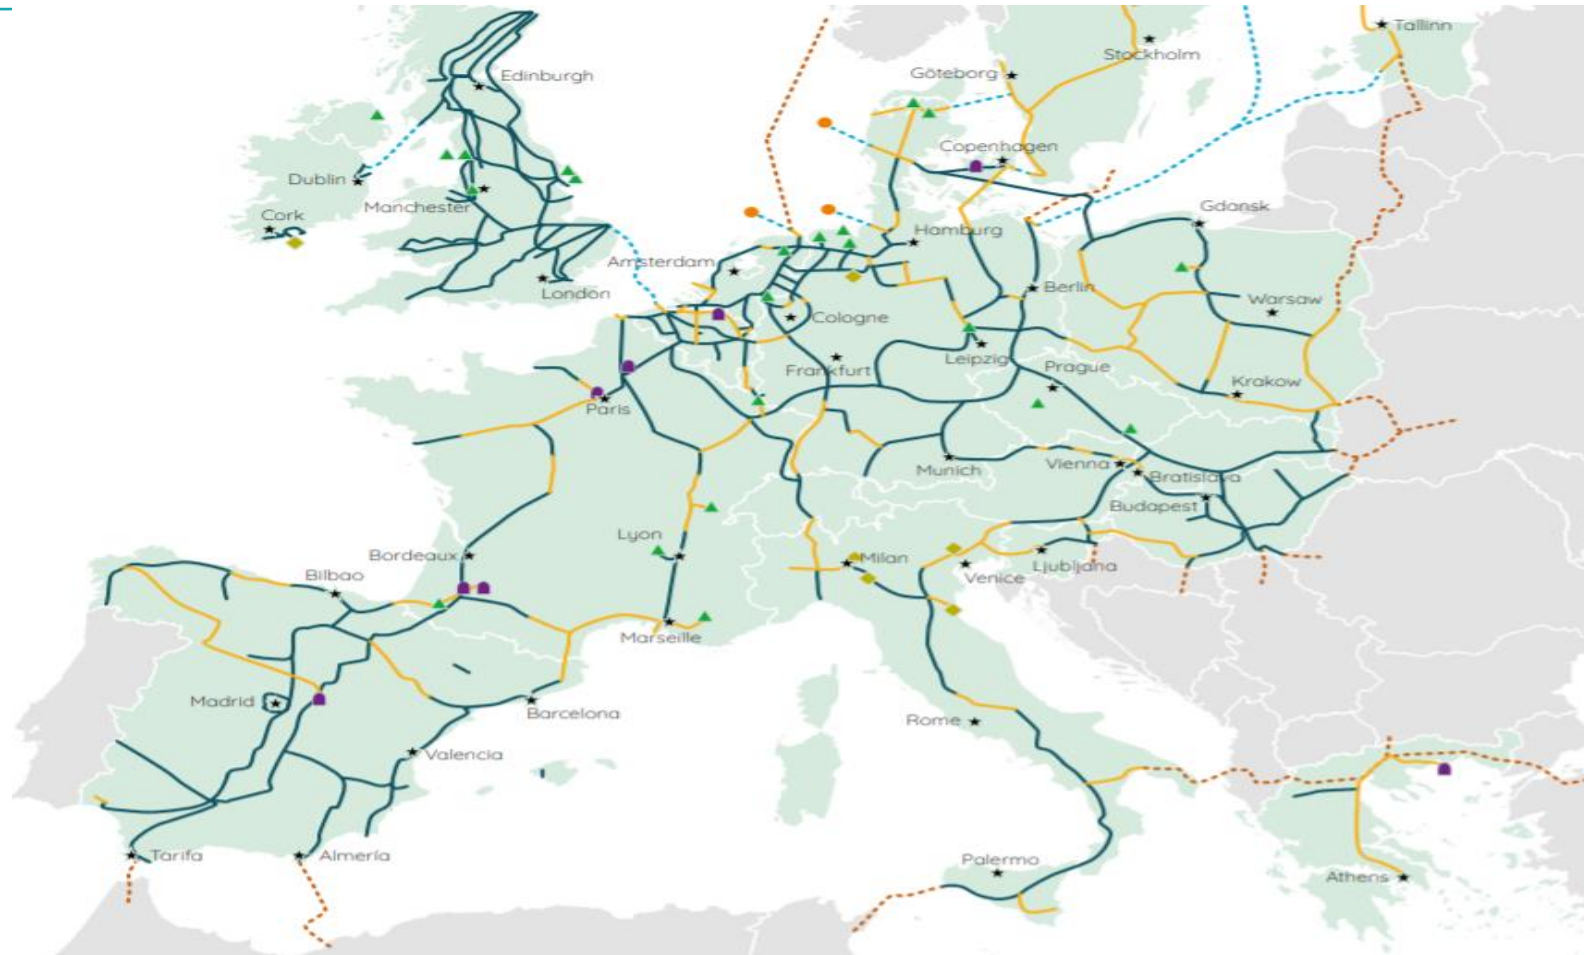 Tallinn
Stockholm
Göteborg
Edinburgh
Copenhagen
Dublin
Manchester
Cork
Gdansk
Hamburg
Amsterdam
Berlin
London
Warsaw
Cologne
Leipzig
Frankfurt
Prague
Krakow
Paris
Munich
Vienna
Bratislava
Budapest
Lyon
Bordeaux
Milan
Ljubljana
Venice
Bilbao
Marseille
Madrid
Barcelona
Rome
Valencia
Tarifa
Almería
Palermo
Athens